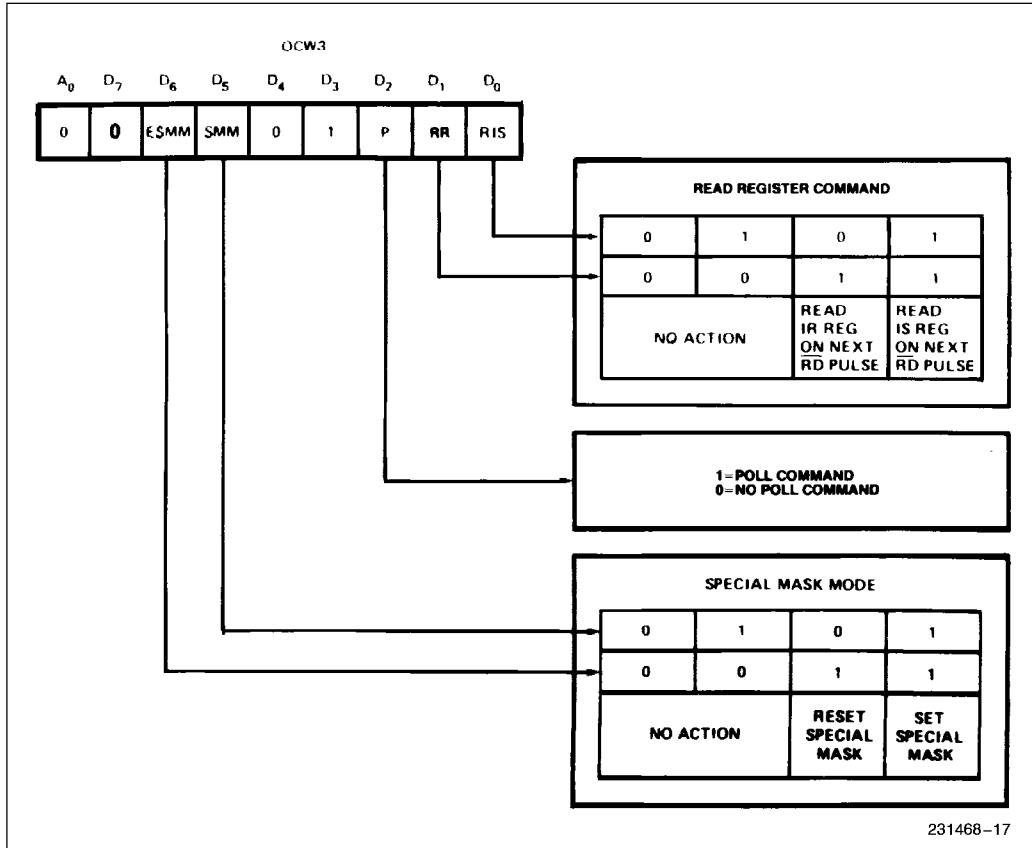 OCW3
A0 D7 D6 D5 D4 D3 D2 D1 D0
0 0 ESMM SMM 0 1 P RR RIS
READ REGISTER COMMAND
0 1 0 1
0 0 1 1
NO ACTION
READ
IR REG
ON NEXT
RD PULSE
READ
IS REG
ON NEXT
RD PULSE
1=POLL COMMAND
0=NO POLL COMMAND
SPECIAL MASK MODE
0 1 0 1
0 0 1 1
NO ACTION
RESET
SPECIAL
MASK
SET
SPECIAL
MASK
231468-17